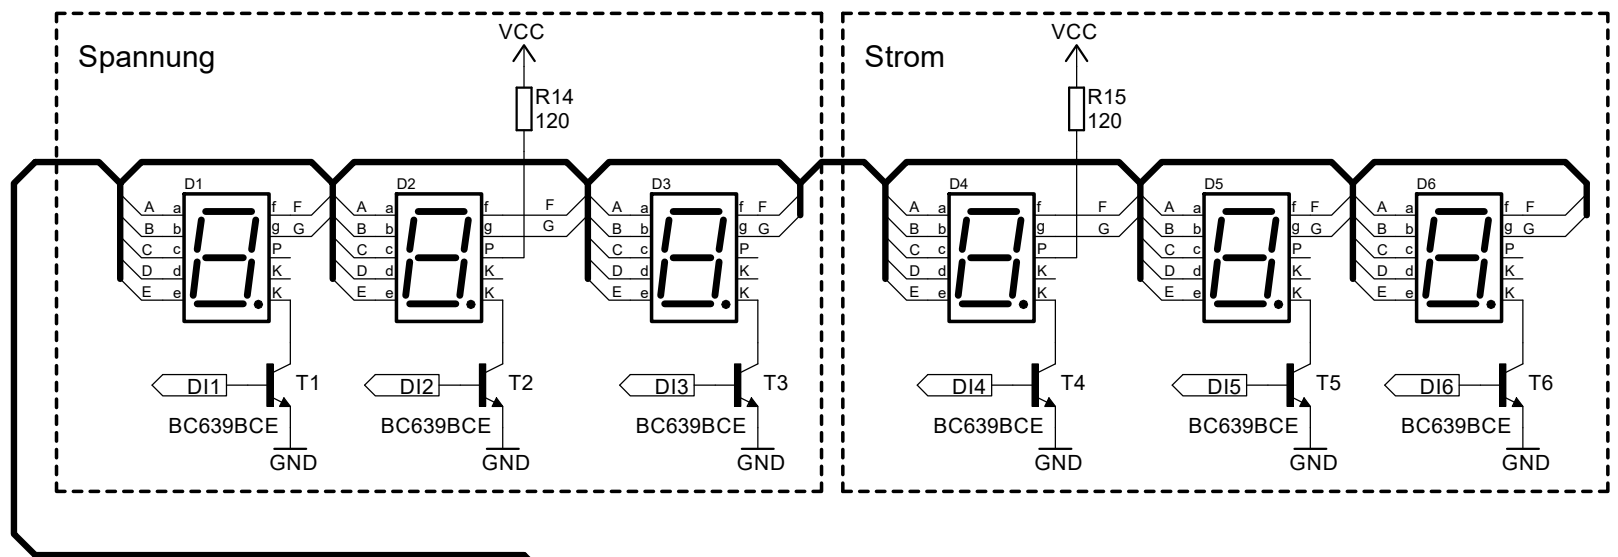 Spannung
VCC
R14
120
Strom
VCC
R15
120
D1
A a f F
B b g G
C c P
D d K
E e K
D2
A a f F
B b g G
C c P
D d K
E e K
D3
A a f F
B b g G
C c P
D d K
E e K
D4
A a f F
B b g G
C c P
D d K
E e K
D5
A a f F
B b g G
C c P
D d K
E e K
D6
A a f F
B b g G
C c P
D d K
E e K
DI1 T1
BC639BCE
GND
DI2 T2
BC639BCE
GND
DI3 T3
BC639BCE
GND
DI4 T4
BC639BCE
GND
DI5 T5
BC639BCE
GND
DI6 T6
BC639BCE
GND